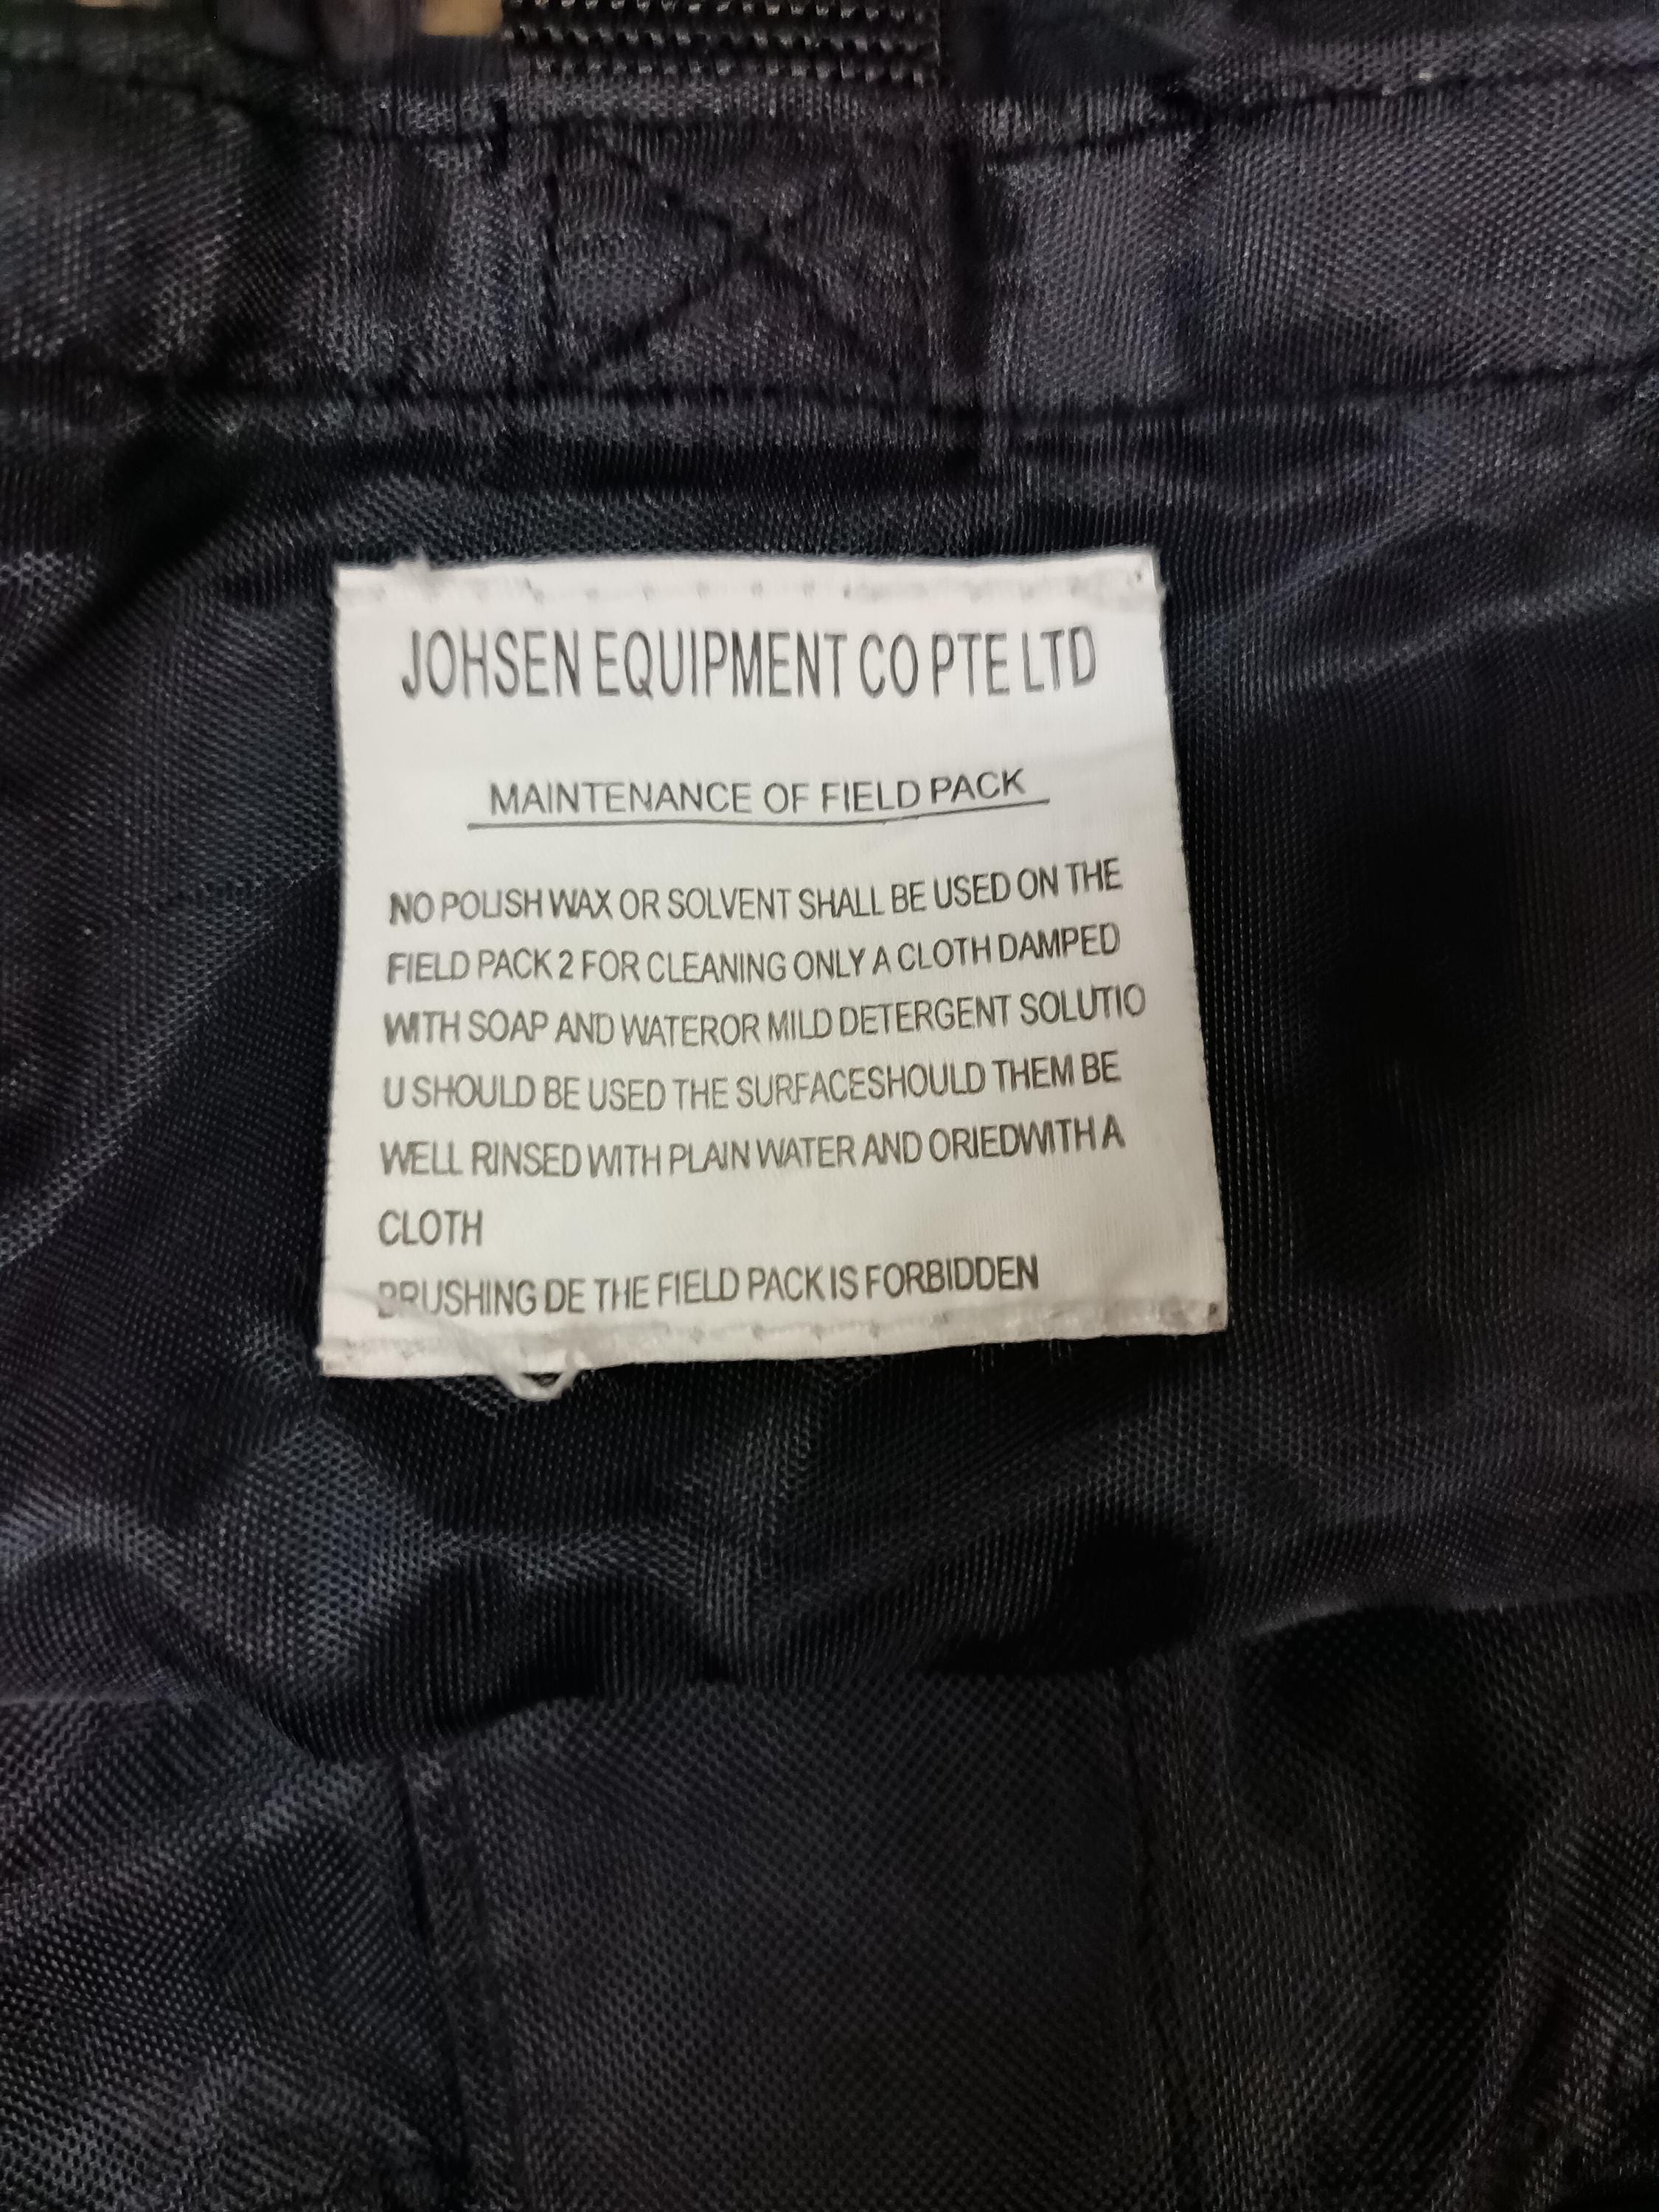 JOHSEN EQUIPMENT CO PTE LTD
MAINTENANCE OF FIELD PACK
NO POLISH WAX OR SOLVENT SHALL BE USED ON THE
FIELD PACK 2 FOR CLEANING ONLY A CLOTH DAMPED
WITH SOAP AND WATEROR MILD DETERGENT SOLUTIO
U SHOULD BE USED THE SURFACESHOULD THEM BE
WELL RINSED WITH PLAIN WATER AND ORIEDWITH A
CLOTH
BRUSHING DE THE FIELD PACK IS FORBIDDEN